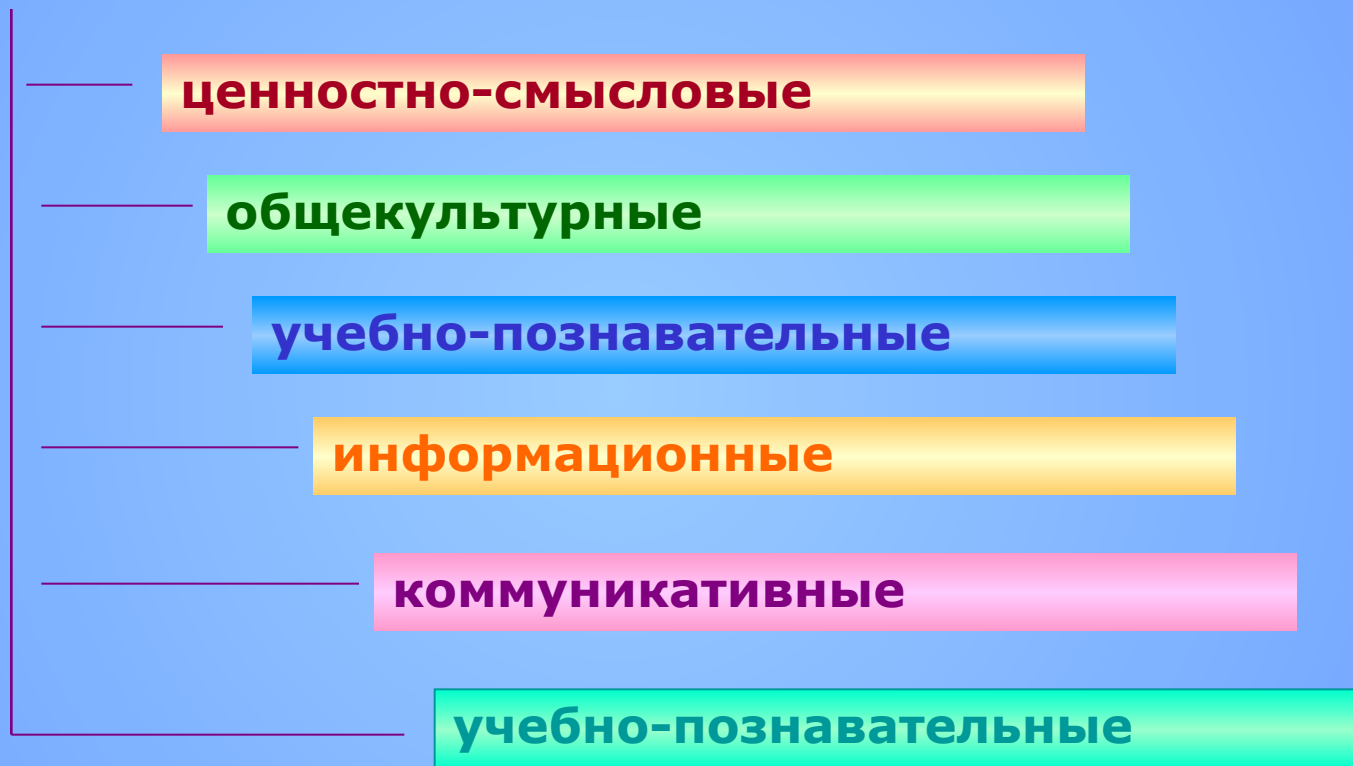 ценностно-смысловые
общекультурные
учебно-познавательные
информационные
коммуникативные
учебно-познавательные